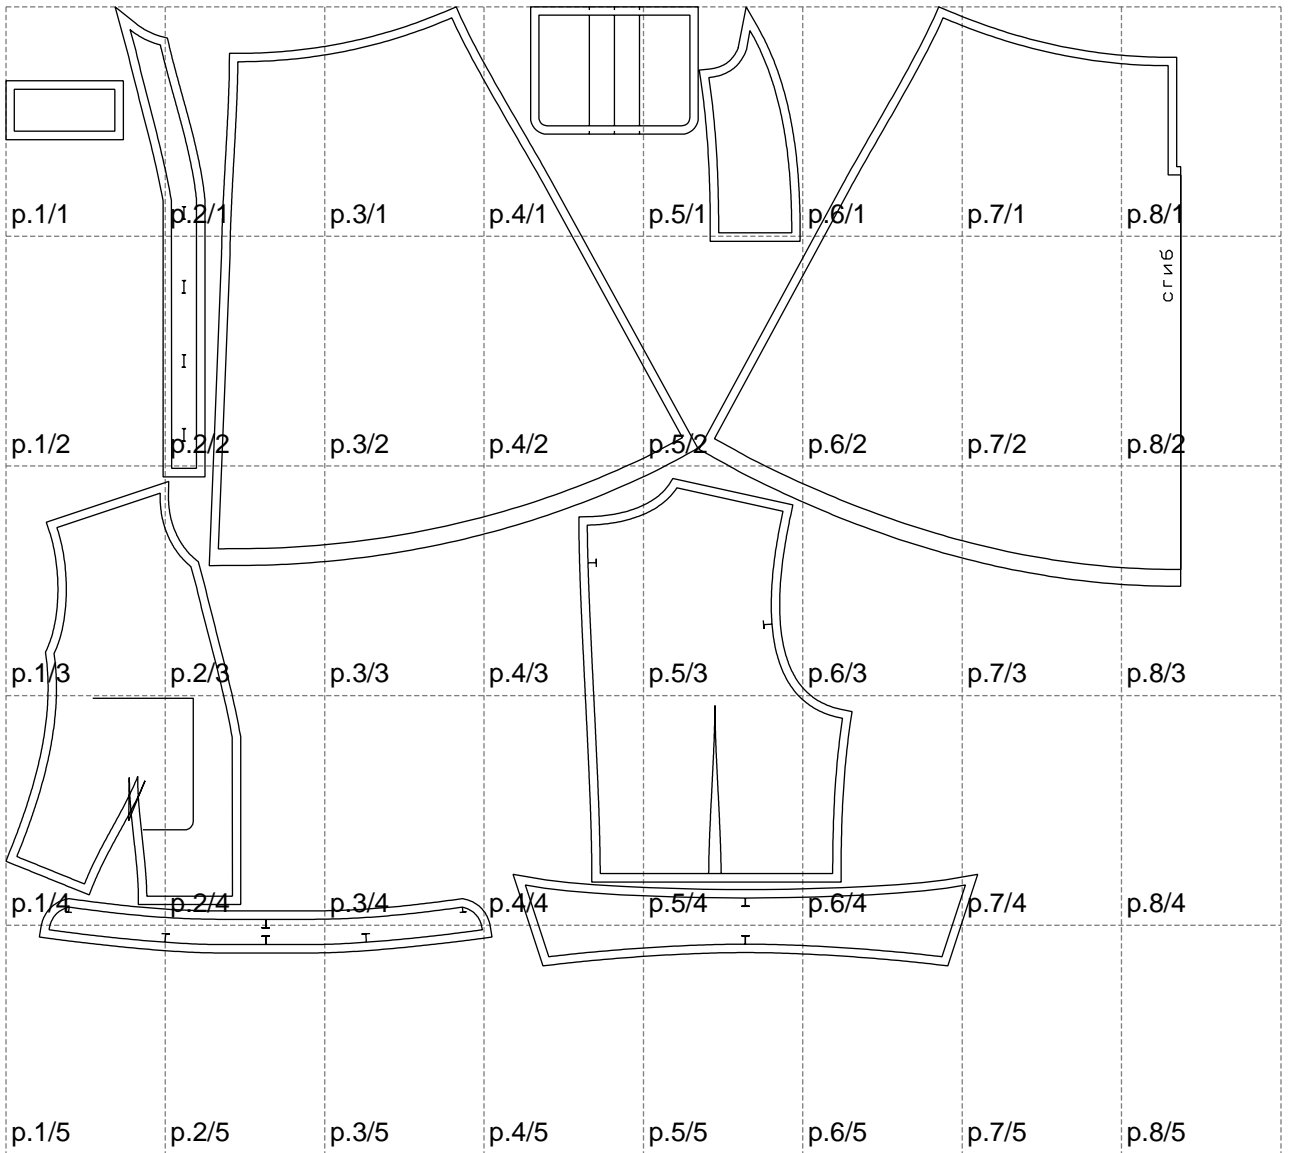 p.1/1 p.2/1 p.3/1 p.4/1 p.5/1 p.6/1 p.7/1 p.8/1
сгиб
p.1/2 p.2/2 p.3/2 p.4/2 p.5/2 p.6/2 p.7/2 p.8/2
p.1/3 p.2/3 p.3/3 p.4/3 p.5/3 p.6/3 p.7/3 p.8/3
p.1/4 p.2/4 p.3/4 p.4/4 p.5/4 p.6/4 p.7/4 p.8/4
p.1/5 p.2/5 p.3/5 p.4/5 p.5/5 p.6/5 p.7/5 p.8/5